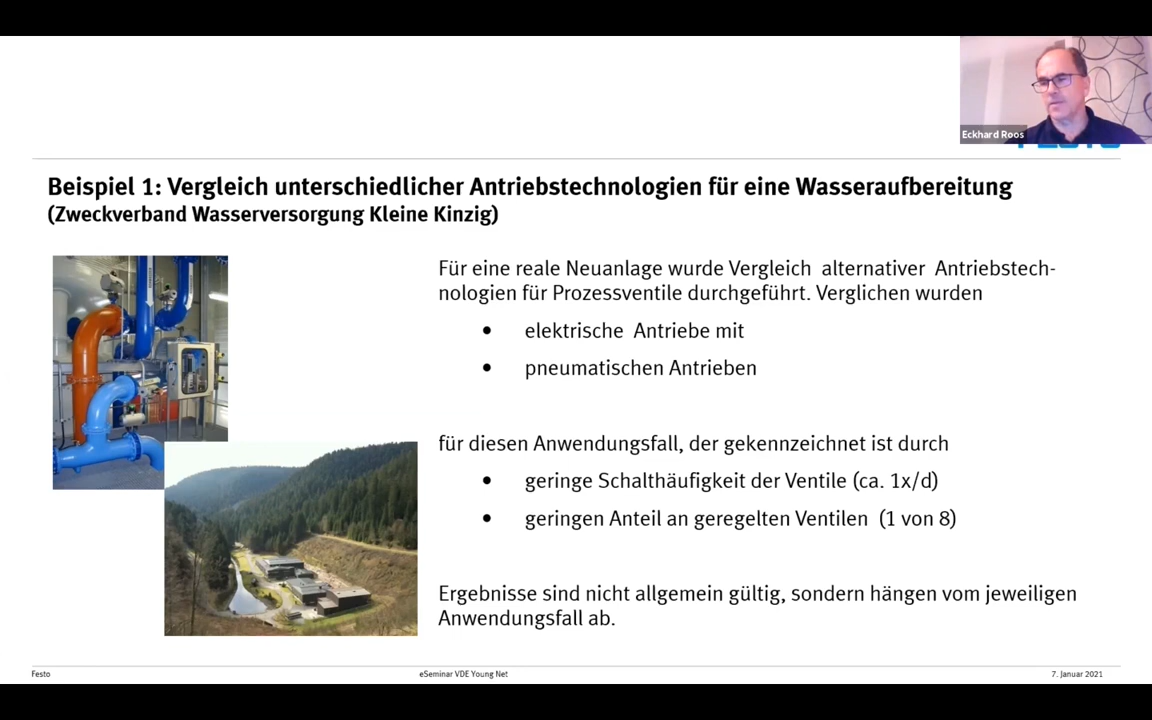 Eckhard Roos
Beispiel 1: Vergleich unterschiedlicher Antriebstechnologien für eine Wasseraufbereitung
(Zweckverband Wasserversorgung Kleine Kinzig)
Für eine reale Neuanlage wurde Vergleich alternativer Antriebstech-
nologien für Prozessventile durchgeführt. Verglichen wurden
• elektrische Antriebe mit
• pneumatischen Antrieben
für diesen Anwendungsfall, der gekennzeichnet ist durch
• geringe Schalthäufigkeit der Ventile (ca. 1x/d)
• geringen Anteil an geregelten Ventilen (1 von 8)
Ergebnisse sind nicht allgemein gültig, sondern hängen vom jeweiligen
Anwendungsfall ab.
Festo
eSeminar VDE Young Net
7. Januar 2021